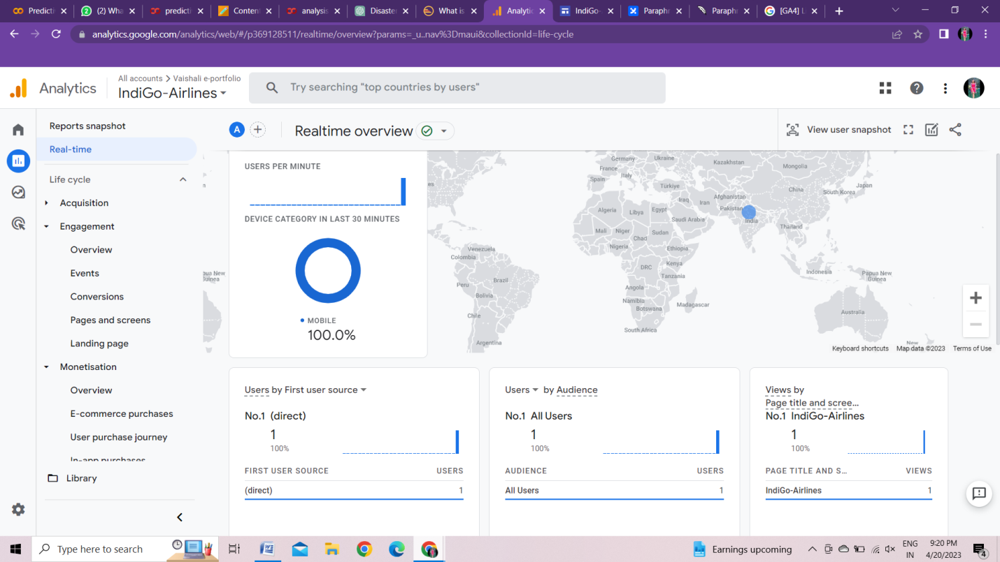 Predicti
(2) Wha
predicti
Content
analysis
Disaster
What is
Analytic
IndiGo-
Paraphr
Paraphr
[GA4] L
analytics.google.com/analytics/web/#/p369128511/realtime/overview?params=_u..nav%3Dmaui&collectionId=life-cycle
Analytics
All accounts > Vaishali e-portfolio
IndiGo-Airlines
Try searching "top countries by users"
Reports snapshot
Real-time
Life cycle
Acquisition
Engagement
Overview
Events
Conversions
Pages and screens
Landing page
Monetisation
Overview
E-commerce purchases
User purchase journey
In-app purchases
Library
A
Realtime overview
View user snapshot
USERS PER MINUTE
DEVICE CATEGORY IN LAST 30 MINUTES
MOBILE
100.0%
Germany
Ukraine
Kazakhstan
Mongolia
France
Spain
Italy
Türkiye
China
South Korea
Japan
Iraq
Iran
Afghanistan
Pakistan
Algeria
Libya
Egypt
Saudi Arabia
India
Thailand
Mali
Niger
Chad
Sudan
Nigeria
Ethiopia
Venezuela
Colombia
DRC
Kenya
Tanzania
Indonesia
Papua New
Guinea
pua New
Guinea
Peru
Brazil
Bolivia
Angola
Namibia
Botswana
Madagascar
Australia
Chile
South Africa
Argentina
New
Keyboard shortcuts
Map data ©2023
Terms of Use
Users by First user source
No.1 (direct)
1
100%
FIRST USER SOURCE USERS
(direct) 1
Users by Audience
No.1 All Users
1
100%
AUDIENCE USERS
All Users 1
Views by
Page title and scree...
No.1 IndiGo-Airlines
1
100%
PAGE TITLE AND S... VIEWS
IndiGo-Airlines 1
Type here to search
Earnings upcoming
ENG
IN
9:20 PM
4/20/2023
4